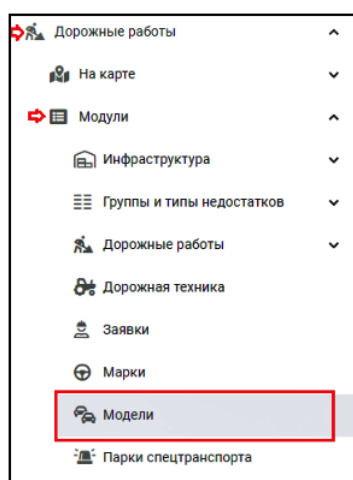 Дорожные работы
На карте
Модули
Инфраструктура
Группы и типы недостатков
Дорожные работы
Дорожная техника
Заявки
Марки
Модели
Парки спецтранспорта